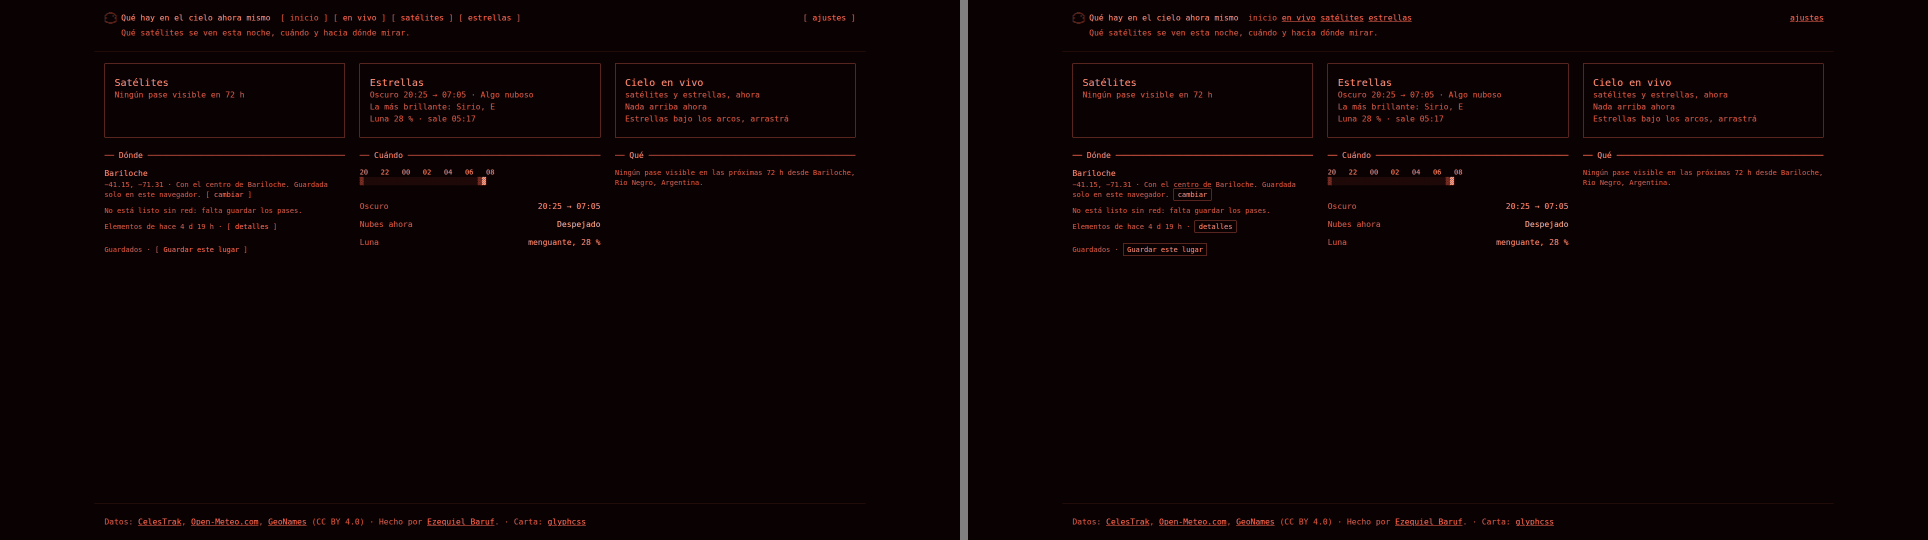 Qué hay en el cielo ahora mismo [ inicio ] [ en vivo ] [ satélites ] [ estrellas ] [ ajustes ]
Qué satélites se ven esta noche, cuándo y hacia dónde mirar.
Satélites
Ningún pase visible en 72 h
Estrellas
Oscuro 20:25 → 07:05 · Algo nuboso
La más brillante: Sirio, E
Luna 28 % · sale 05:17
Cielo en vivo
satélites y estrellas, ahora
Nada arriba ahora
Estrellas bajo los arcos, arrastrá
Dónde
Bariloche
−41.15, −71.31 · Con el centro de Bariloche. Guardada
solo en este navegador. [ cambiar ]
No está listo sin red: falta guardar los pases.
Elementos de hace 4 d 19 h · [ detalles ]
Guardados · [ Guardar este lugar ]
Cuándo
20 22 00 02 04 06 08
Oscuro 20:25 → 07:05
Nubes ahora Despejado
Luna menguante, 28 %
Qué
Ningún pase visible en las próximas 72 h desde Bariloche,
Río Negro, Argentina.
Datos: CelesTrak, Open-Meteo.com, GeoNames (CC BY 4.0) · Hecho por Ezequiel Baruf. · Carta: glyphcss
Qué hay en el cielo ahora mismo inicio en vivo satélites estrellas ajustes
Qué satélites se ven esta noche, cuándo y hacia dónde mirar.
Satélites
Ningún pase visible en 72 h
Estrellas
Oscuro 20:25 → 07:05 · Algo nuboso
La más brillante: Sirio, E
Luna 28 % · sale 05:17
Cielo en vivo
satélites y estrellas, ahora
Nada arriba ahora
Estrellas bajo los arcos, arrastrá
Dónde
Bariloche
−41.15, −71.31 · Con el centro de Bariloche. Guardada
solo en este navegador. cambiar
No está listo sin red: falta guardar los pases.
Elementos de hace 4 d 19 h · detalles
Guardados · Guardar este lugar
Cuándo
20 22 00 02 04 06 08
Oscuro 20:25 → 07:05
Nubes ahora Despejado
Luna menguante, 28 %
Qué
Ningún pase visible en las próximas 72 h desde Bariloche,
Río Negro, Argentina.
Datos: CelesTrak, Open-Meteo.com, GeoNames (CC BY 4.0) · Hecho por Ezequiel Baruf. · Carta: glyphcss